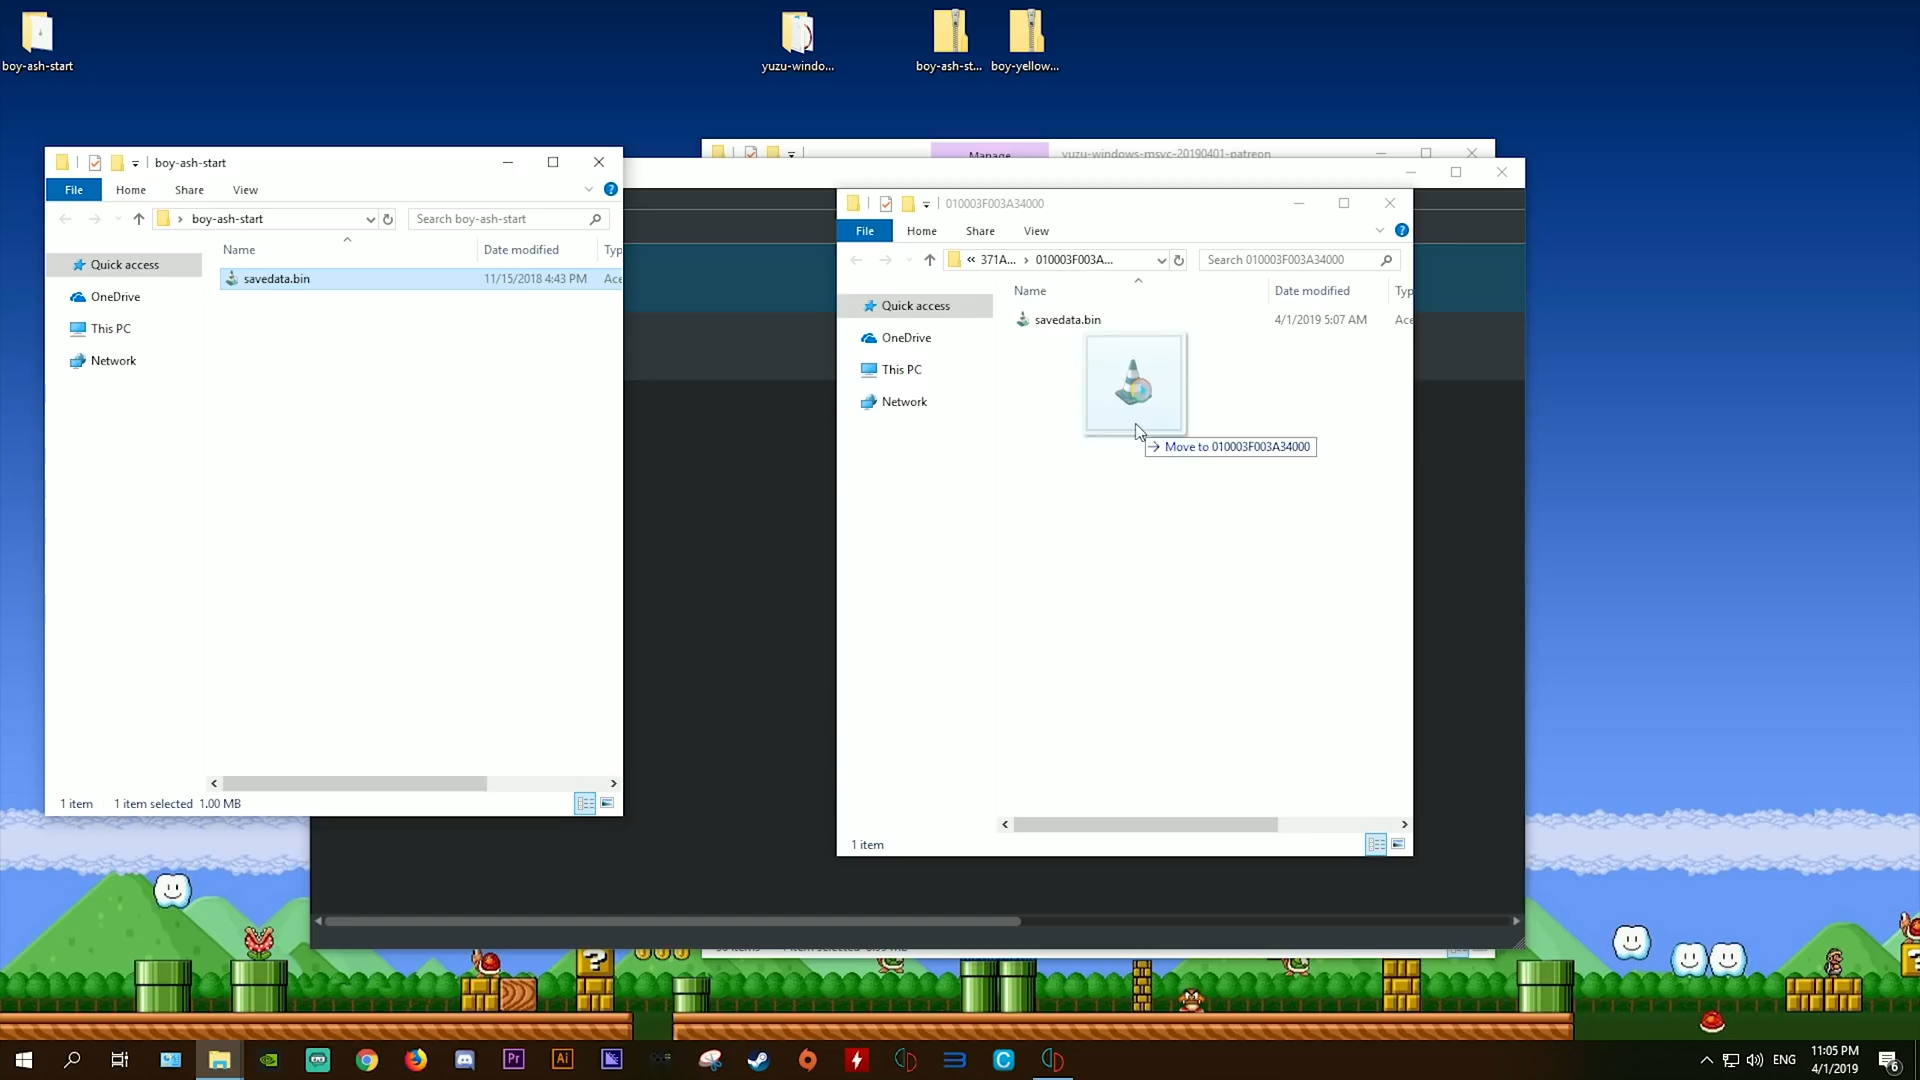 boy-ash-start
yuzu-windo...
boy-ash-st...
boy-yellow...
boy-ash-start
File
Home
Share
View
boy-ash-start
Search boy-ash-start
Name
Date modified
Typ
Quick access
savedata.bin
11/15/2018 4:43 PM
Ace
OneDrive
This PC
Network
1 item
1 item selected 1.00 MB
Manage
yuzu-windows-msvc-20190401-patreon
010003F003A34000
File
Home
Share
View
« 371A...
010003F003A...
Search 010003F003A34000
Name
Date modified
Typ
Quick access
savedata.bin
4/1/2019 5:07 AM
Ace
OneDrive
This PC
Network
Move to 010003F003A34000
1 item
Pr
Ai
ENG
11:05 PM
4/1/2019
6